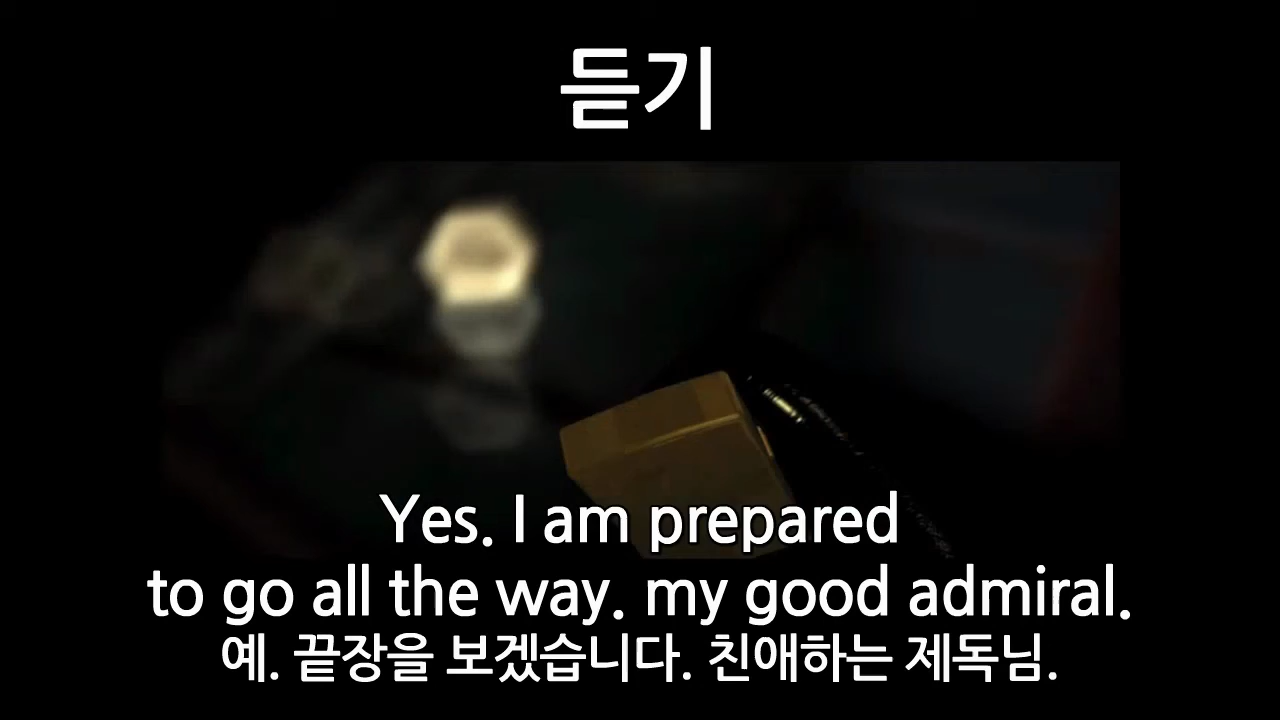 듣기
Yes. I am prepared
to go all the way. my good admiral.
예. 끝장을 보겠습니다. 친애하는 제독님.